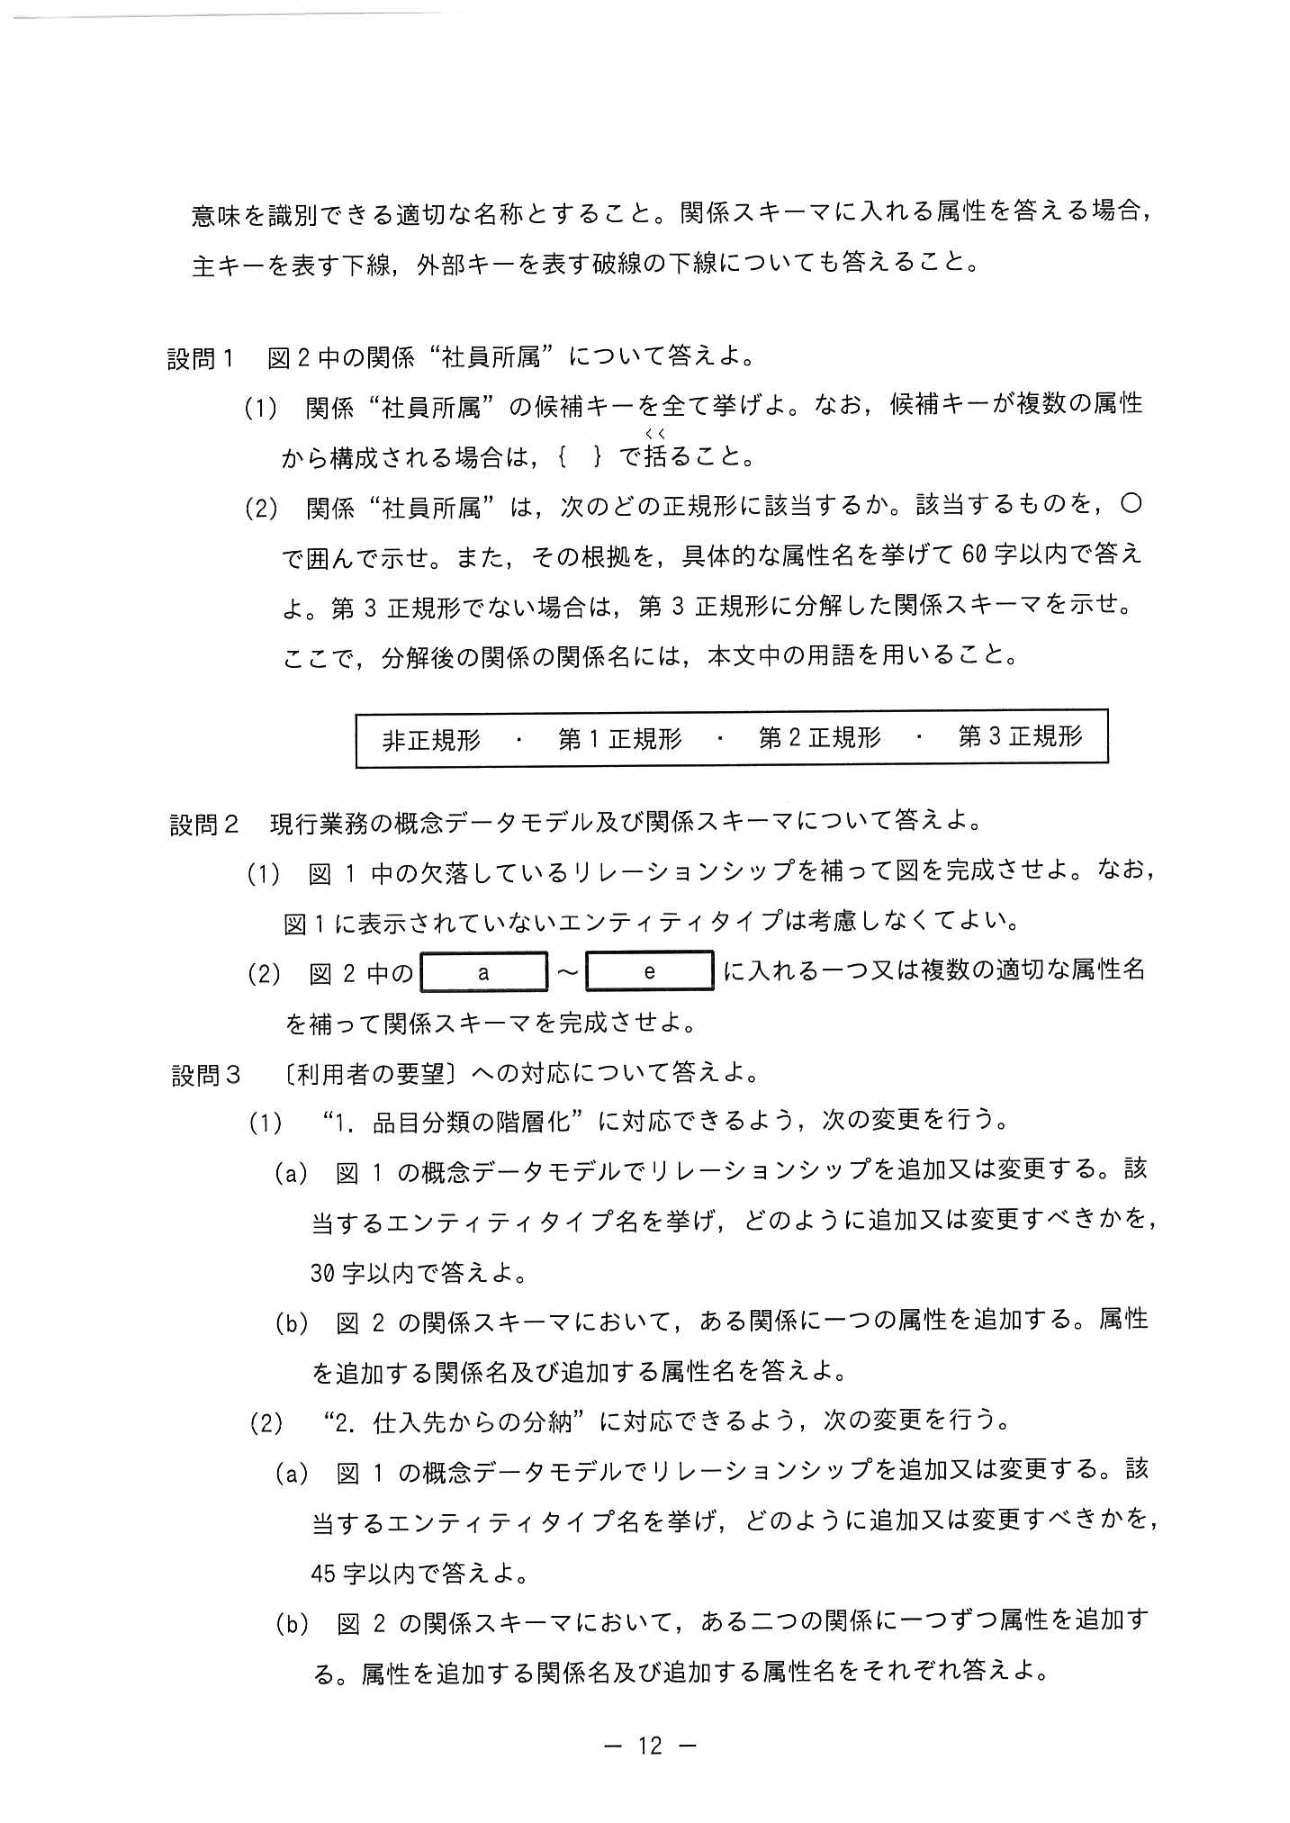 意味を識別できる適切な名称とすること。関係スキーマに入れる属性を答える場合，
主キーを表す下線，外部キーを表す破線の下線についても答えること。
設問1 図2中の関係“社員所属”について答えよ。
(1) 関係“社員所属”の候補キーを全て挙げよ。なお，候補キーが複数の属性
くく
から構成される場合は，{ } で括ること。
(2) 関係“社員所属”は，次のどの正規形に該当するか。該当するものを，○
で囲んで示せ。また，その根拠を，具体的な属性名を挙げて60字以内で答え
よ。第3正規形でない場合は，第3正規形に分解した関係スキーマを示せ。
ここで，分解後の関係の関係名には，本文中の用語を用いること。
非正規形 ・ 第1正規形 ・ 第2正規形 ・ 第3正規形
設問2 現行業務の概念データモデル及び関係スキーマについて答えよ。
(1) 図1中の欠落しているリレーションシップを補って図を完成させよ。なお，
図1に表示されていないエンティティタイプは考慮しなくてよい。
(2) 図2中の a ～ e に入れる一つ又は複数の適切な属性名
を補って関係スキーマを完成させよ。
設問3 〔利用者の要望〕への対応について答えよ。
(1) “1. 品目分類の階層化”に対応できるよう，次の変更を行う。
(a) 図1の概念データモデルでリレーションシップを追加又は変更する。該
当するエンティティタイプ名を挙げ，どのように追加又は変更すべきかを，
30字以内で答えよ。
(b) 図2の関係スキーマにおいて，ある関係に一つの属性を追加する。属性
を追加する関係名及び追加する属性名を答えよ。
(2) “2. 仕入先からの分納”に対応できるよう，次の変更を行う。
(a) 図1の概念データモデルでリレーションシップを追加又は変更する。該
当するエンティティタイプ名を挙げ，どのように追加又は変更すべきかを，
45字以内で答えよ。
(b) 図2の関係スキーマにおいて，ある二つの関係に一つずつ属性を追加す
る。属性を追加する関係名及び追加する属性名をそれぞれ答えよ。
－ 12 －